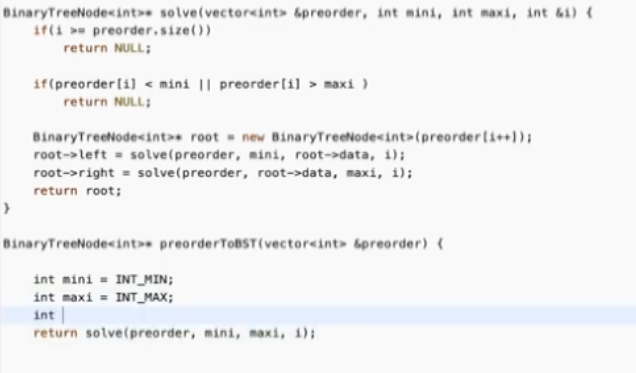 BinaryTreeNode<int>* solve(vector<int> &preorder, int mini, int maxi, int &i) {
    if(i >= preorder.size())
        return NULL;

    if(preorder[i] < mini || preorder[i] > maxi )
        return NULL;

    BinaryTreeNode<int>* root = new BinaryTreeNode<int>(preorder[i++]);
    root->left = solve(preorder, mini, root->data, i);
    root->right = solve(preorder, root->data, maxi, i);
    return root;
}

BinaryTreeNode<int>* preorderToBST(vector<int> &preorder) {

    int mini = INT_MIN;
    int maxi = INT_MAX;
    int
    return solve(preorder, mini, maxi, i);